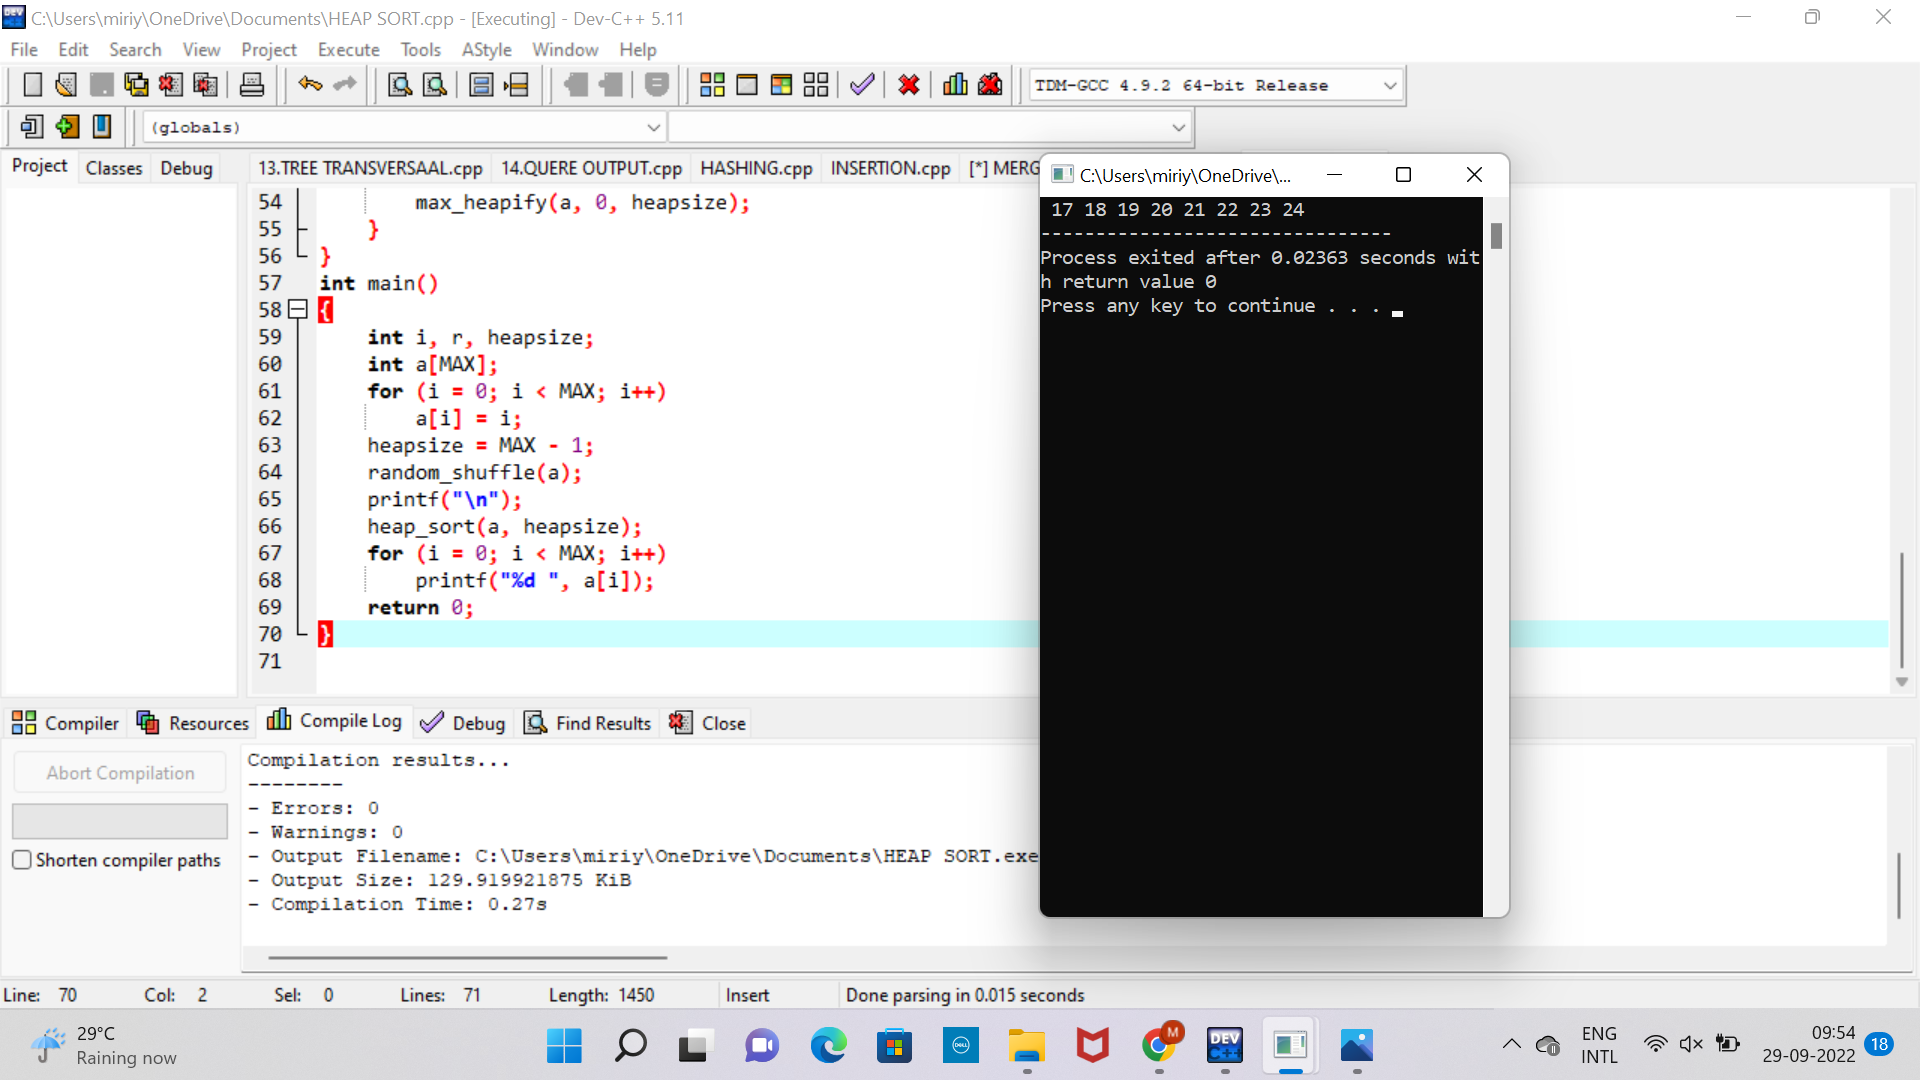 C:\Users\miriy\OneDrive\Documents\HEAP SORT.cpp - [Executing] - Dev-C++ 5.11
File Edit Search View Project Execute Tools AStyle Window Help
TDM-GCC 4.9.2 64-bit Release
(globals)
Project Classes Debug
13.TREE TRANSVERSAAL.cpp 14.QUERE OUTPUT.cpp HASHING.cpp INSERTION.cpp [*] MERG
54 max_heapify(a, 0, heapsize);
55 }
56 }
57 int main()
58 {
59 int i, r, heapsize;
60 int a[MAX];
61 for (i = 0; i < MAX; i++)
62 a[i] = i;
63 heapsize = MAX - 1;
64 random_shuffle(a);
65 printf("\n");
66 heap_sort(a, heapsize);
67 for (i = 0; i < MAX; i++)
68 printf("%d ", a[i]);
69 return 0;
70 }
71
C:\Users\miriy\OneDrive\...
17 18 19 20 21 22 23 24
--------------------------------
Process exited after 0.02363 seconds wit
h return value 0
Press any key to continue . . .
Compiler Resources Compile Log Debug Find Results Close
Abort Compilation
Shorten compiler paths
Compilation results...
--------
- Errors: 0
- Warnings: 0
- Output Filename: C:\Users\miriy\OneDrive\Documents\HEAP SORT.exe
- Output Size: 129.919921875 KiB
- Compilation Time: 0.27s
Line: 70 Col: 2 Sel: 0 Lines: 71 Length: 1450 Insert Done parsing in 0.015 seconds
29°C
Raining now
DELL
M
DEV
C++
ENG
INTL
09:54
29-09-2022
18